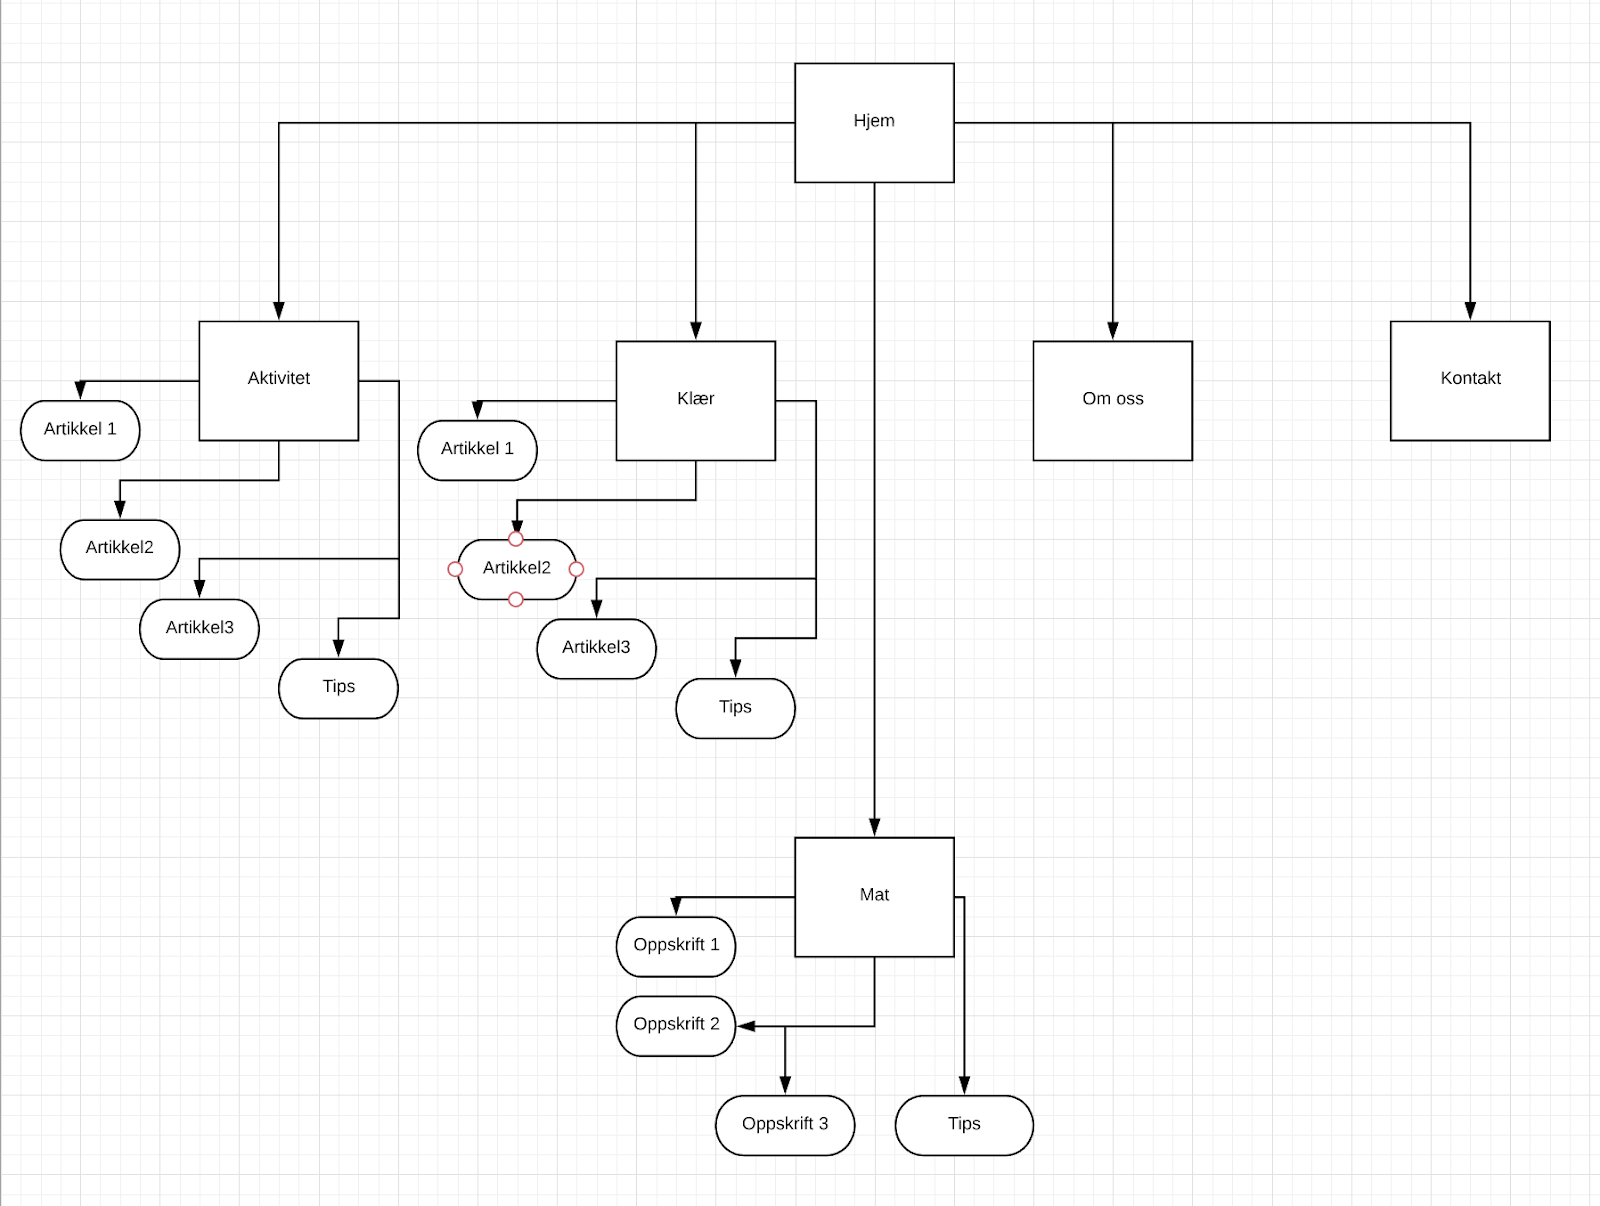 Hjem
Aktivitet
Klær
Om oss
Kontakt
Artikkel 1
Artikkel2
Artikkel3
Tips
Artikkel 1
Artikkel2
Artikkel3
Tips
Mat
Oppskrift 1
Oppskrift 2
Oppskrift 3
Tips